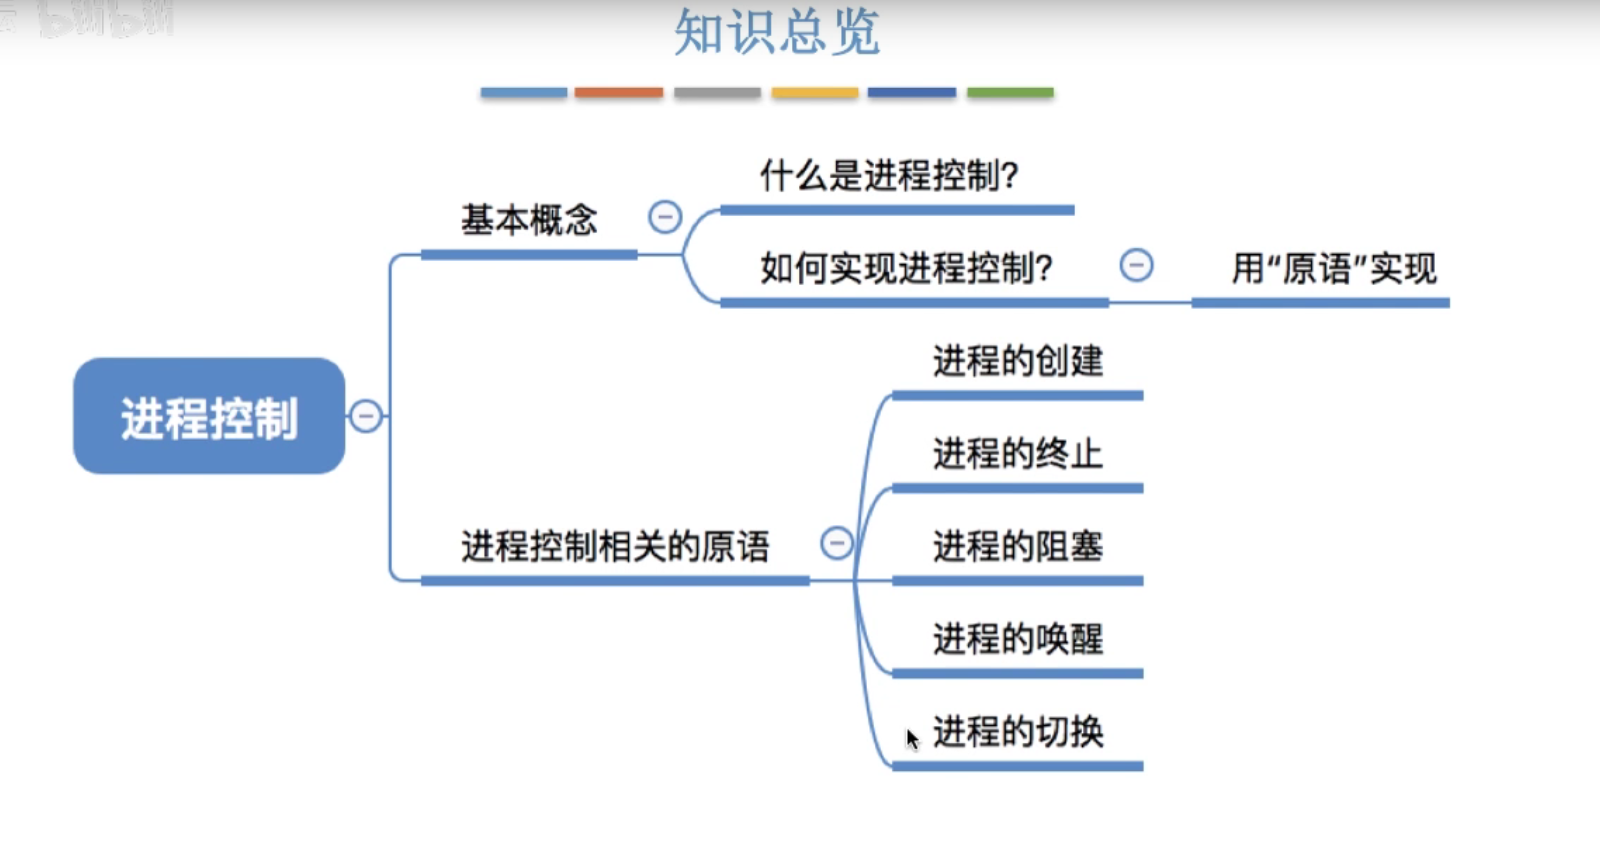 bilibili
知识总览
什么是进程控制?
基本概念
如何实现进程控制?
用“原语”实现
进程控制
进程的创建
进程的终止
进程控制相关的原语
进程的阻塞
进程的唤醒
进程的切换